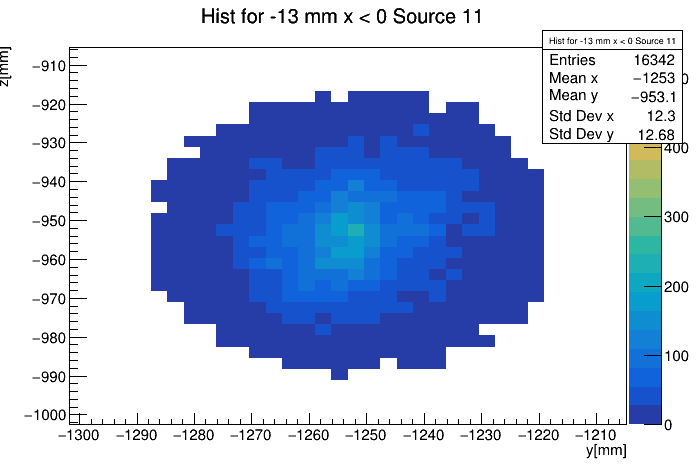 Hist for -13 mm x < 0 Source 11
z[mm]
Hist for -13 mm x < 0 Source 11
Entries 16342
Mean x −1253
Mean y −953.1
Std Dev x 12.3
Std Dev y 12.68
−910
−920
−930
−940
−950
−960
−970
−980
−990
−1000
0
400
300
200
100
0
−1300 −1290 −1280 −1270 −1260 −1250 −1240 −1230 −1220 −1210
y[mm]